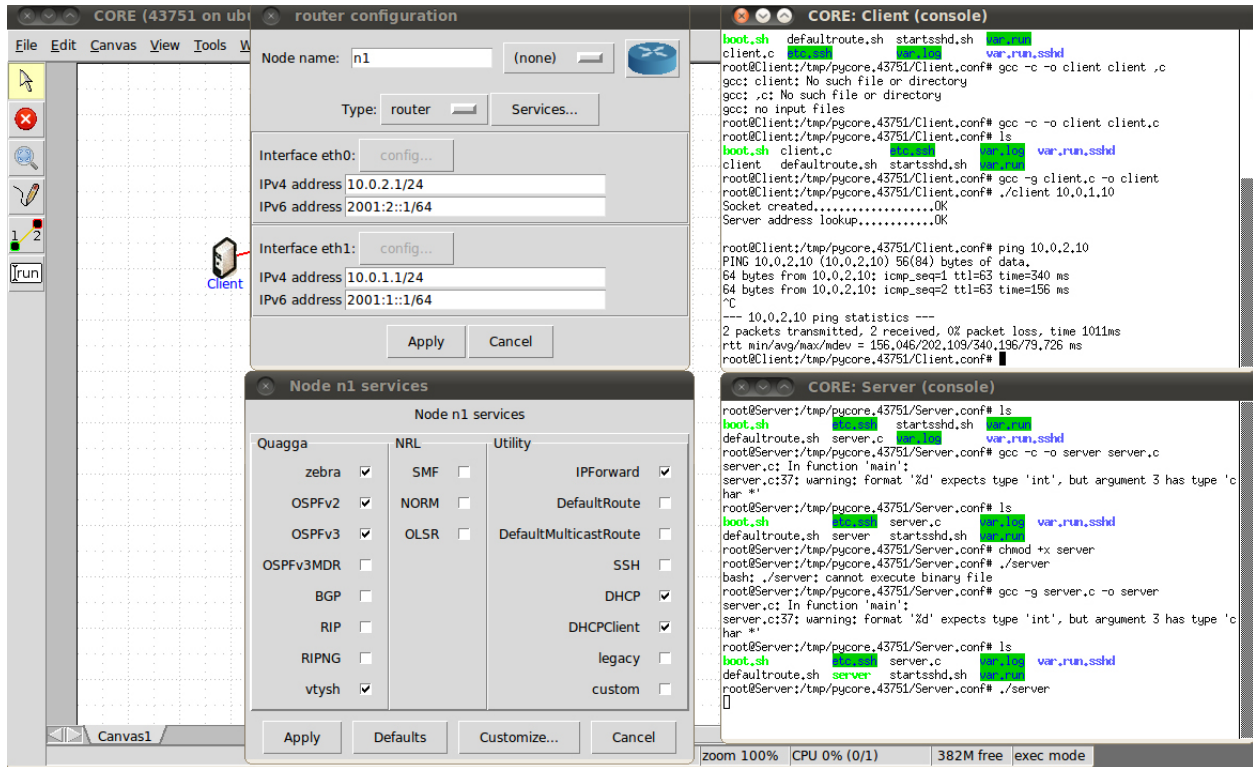 CORE (43751 on ub
File Edit Canvas View Tools W
1 2
run
Client
Canvas1
zoom 100%
CPU 0% (0/1)
382M free
exec mode
router configuration
Node name:
n1
(none)
Type:
router
Services...
Interface eth0:
config...
IPv4 address 10.0.2.1/24
IPv6 address 2001:2::1/64
Interface eth1:
config...
IPv4 address 10.0.1.1/24
IPv6 address 2001:1::1/64
Apply
Cancel
Node n1 services
Node n1 services
Quagga
zebra
OSPFv2
OSPFv3
OSPFv3MDR
BGP
RIP
RIPNG
vtysh
NRL
SMF
NORM
OLSR
Utility
IPForward
DefaultRoute
DefaultMulticastRoute
SSH
DHCP
DHCPClient
legacy
custom
Apply
Defaults
Customize...
Cancel
CORE: Client (console)
boot.sh defaultroute.sh startsshd.sh var.run
client.c etc.ssh var.log var.run.sshd
root@Client:/tmp/pycore.43751/Client.conf# gcc -c -o client client ,c
gcc: client: No such file or directory
gcc: ,c: No such file or directory
gcc: no input files
root@Client:/tmp/pycore.43751/Client.conf# gcc -c -o client client.c
root@Client:/tmp/pycore.43751/Client.conf# ls
boot.sh client.c etc.ssh var.log var.run.sshd
client defaultroute.sh startsshd.sh var.run
root@Client:/tmp/pycore.43751/Client.conf# gcc -g client.c -o client
root@Client:/tmp/pycore.43751/Client.conf# ./client 10.0.1.10
Socket created...................OK
Server address lookup............OK
root@Client:/tmp/pycore.43751/Client.conf# ping 10.0.2.10
PING 10.0.2.10 (10.0.2.10) 56(84) bytes of data.
64 bytes from 10.0.2.10: icmp_seq=1 ttl=63 time=340 ms
64 bytes from 10.0.2.10: icmp_seq=2 ttl=63 time=156 ms
^C
--- 10.0.2.10 ping statistics ---
2 packets transmitted, 2 received, 0% packet loss, time 1011ms
rtt min/avg/max/mdev = 156.046/202.109/340.196/79.726 ms
root@Client:/tmp/pycore.43751/Client.conf#
CORE: Server (console)
root@Server:/tmp/pycore.43751/Server.conf# ls
boot.sh etc.ssh startsshd.sh var.run
defaultroute.sh server.c var.log var.run.sshd
root@Server:/tmp/pycore.43751/Server.conf# gcc -c -o server server.c
server.c: In function 'main':
server.c:37: warning: format '%d' expects type 'int', but argument 3 has type 'c
har *'
root@Server:/tmp/pycore.43751/Server.conf# ls
boot.sh etc.ssh server.c var.log var.run.sshd
defaultroute.sh server startsshd.sh var.run
root@Server:/tmp/pycore.43751/Server.conf# chmod +x server
root@Server:/tmp/pycore.43751/Server.conf# ./server
bash: ./server: cannot execute binary file
root@Server:/tmp/pycore.43751/Server.conf# gcc -g server.c -o server
server.c: In function 'main':
server.c:37: warning: format '%d' expects type 'int', but argument 3 has type 'c
har *'
root@Server:/tmp/pycore.43751/Server.conf# ls
boot.sh etc.ssh server.c var.log var.run.sshd
defaultroute.sh server startsshd.sh var.run
root@Server:/tmp/pycore.43751/Server.conf# ./server